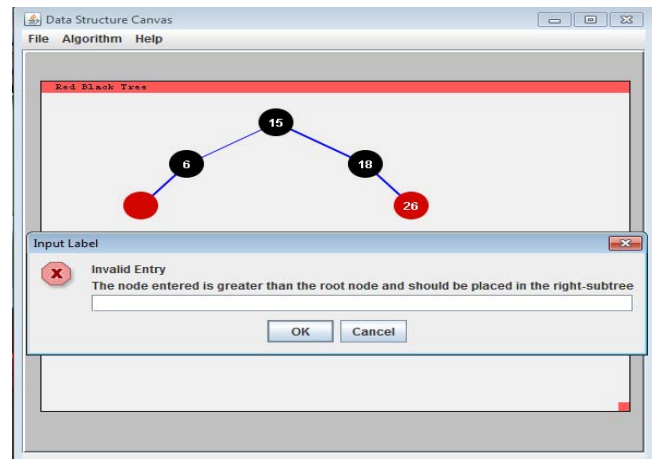 Data Structure Canvas
File Algorithm Help
Red Black Tree
15
6
18
26
Input Label
X
Invalid Entry
The node entered is greater than the root node and should be placed in the right-subtree
OK
Cancel